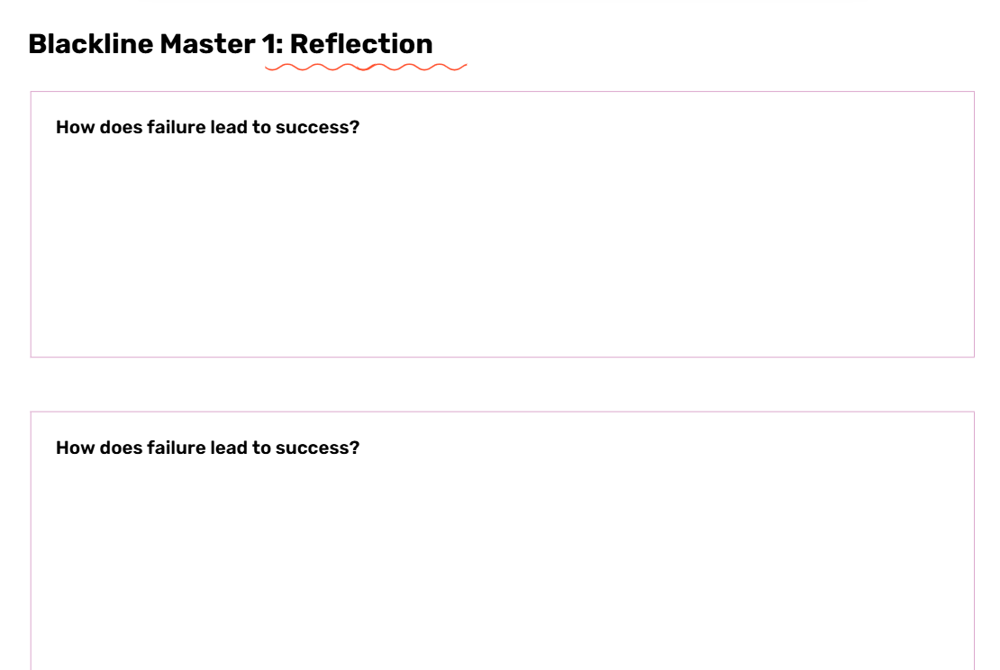 Blackline Master 1: Reflection
How does failure lead to success?
How does failure lead to success?